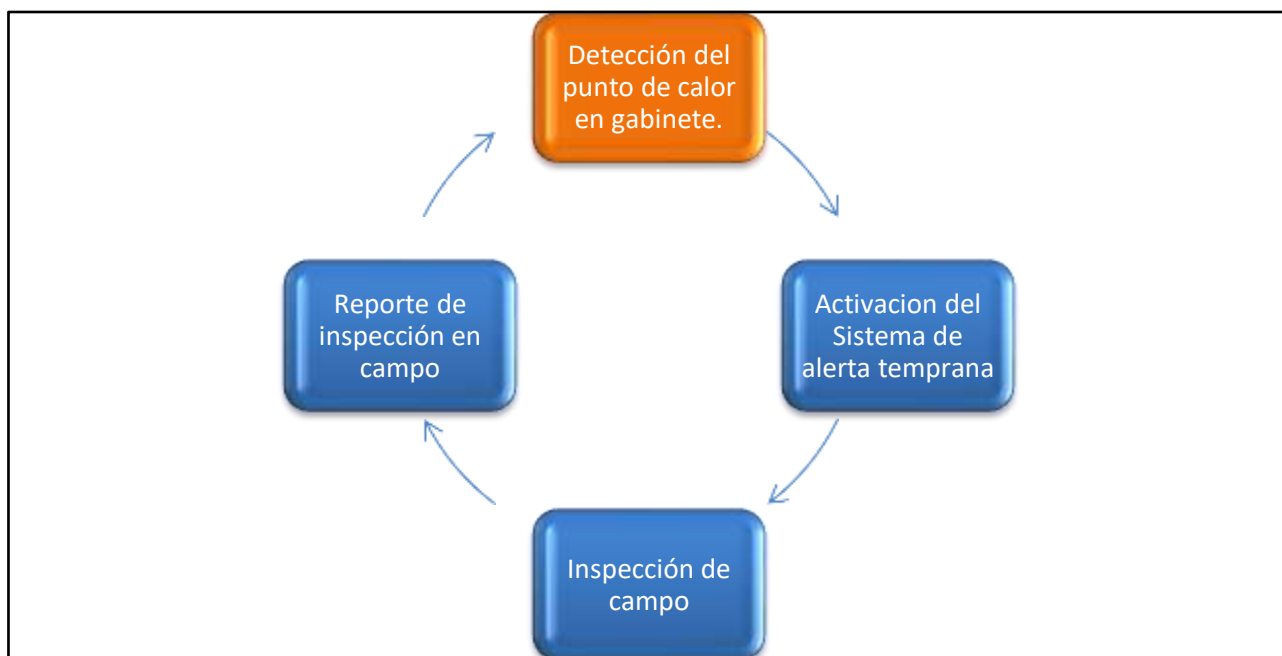 Detección del
punto de calor
en gabinete.
Activacion del
Sistema de
alerta temprana
Inspección de
campo
Reporte de
inspección en
campo